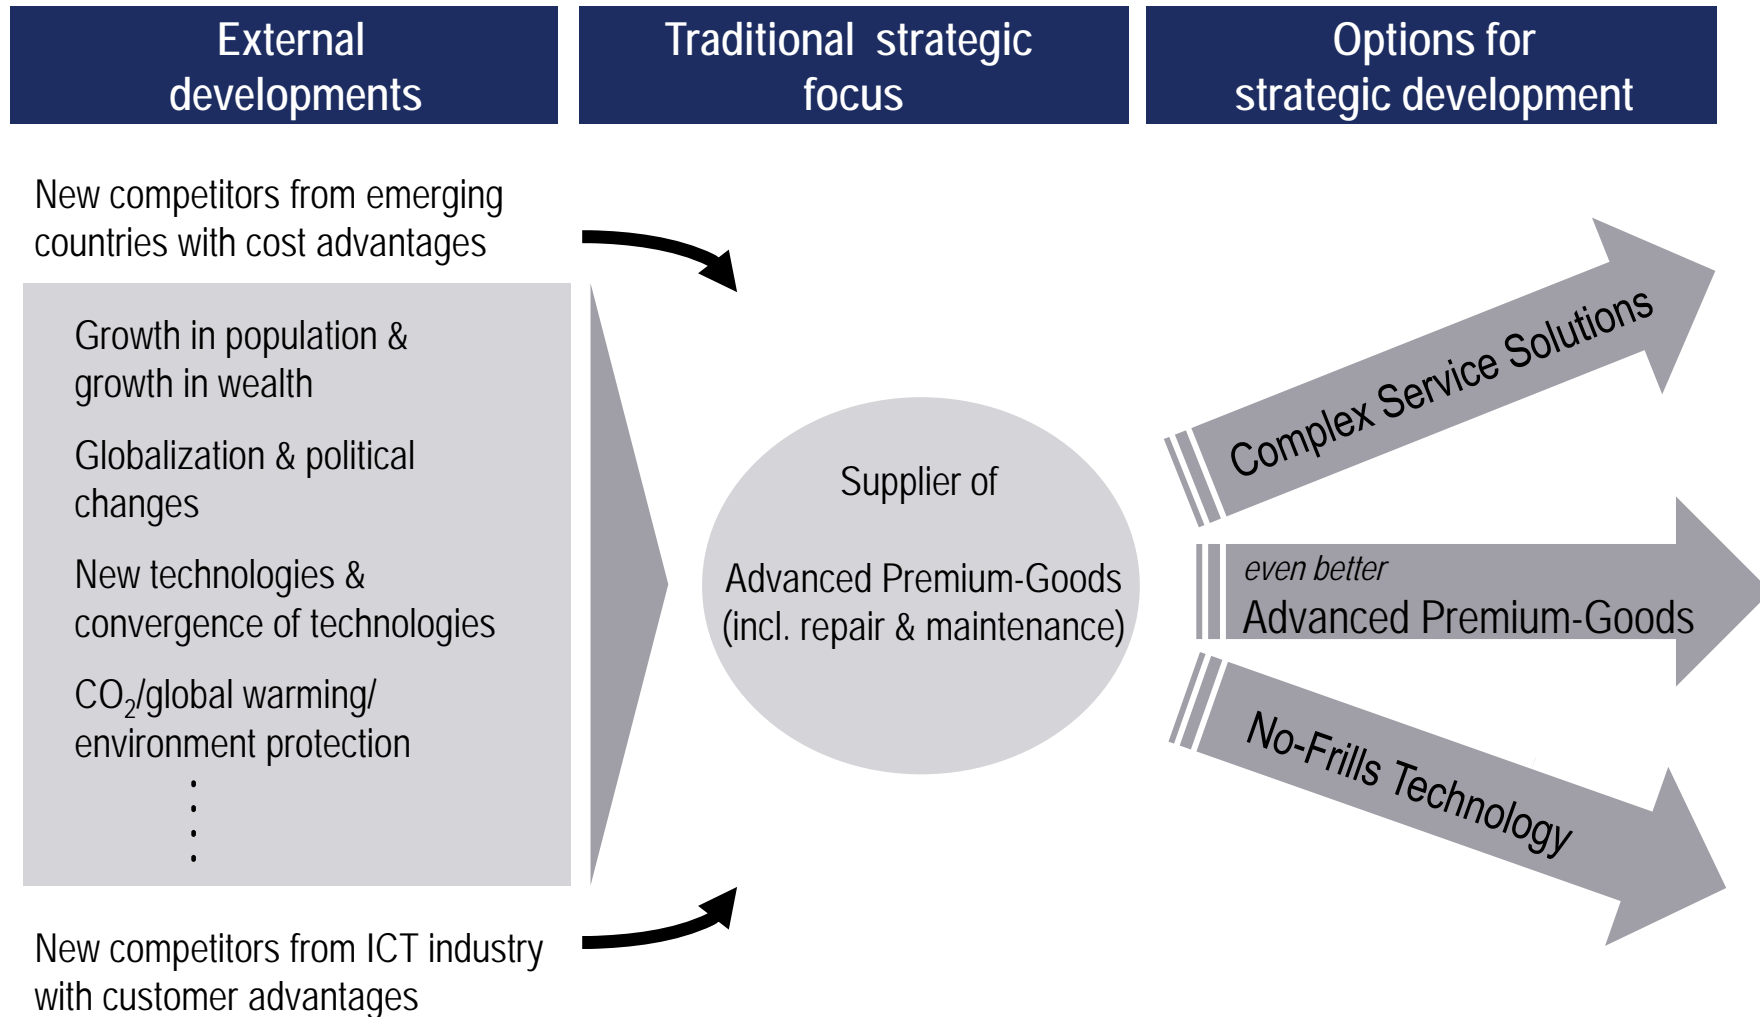 External
developments
Traditional strategic
focus
Options for
strategic development
New competitors from emerging
countries with cost advantages
Growth in population &
growth in wealth
Globalization & political
changes
New technologies &
convergence of technologies
CO₂/global warming/
environment protection
New competitors from ICT industry
with customer advantages
Supplier of
Advanced Premium-Goods
(incl. repair & maintenance)
Complex Service Solutions
even better
Advanced Premium-Goods
No-Frills Technology